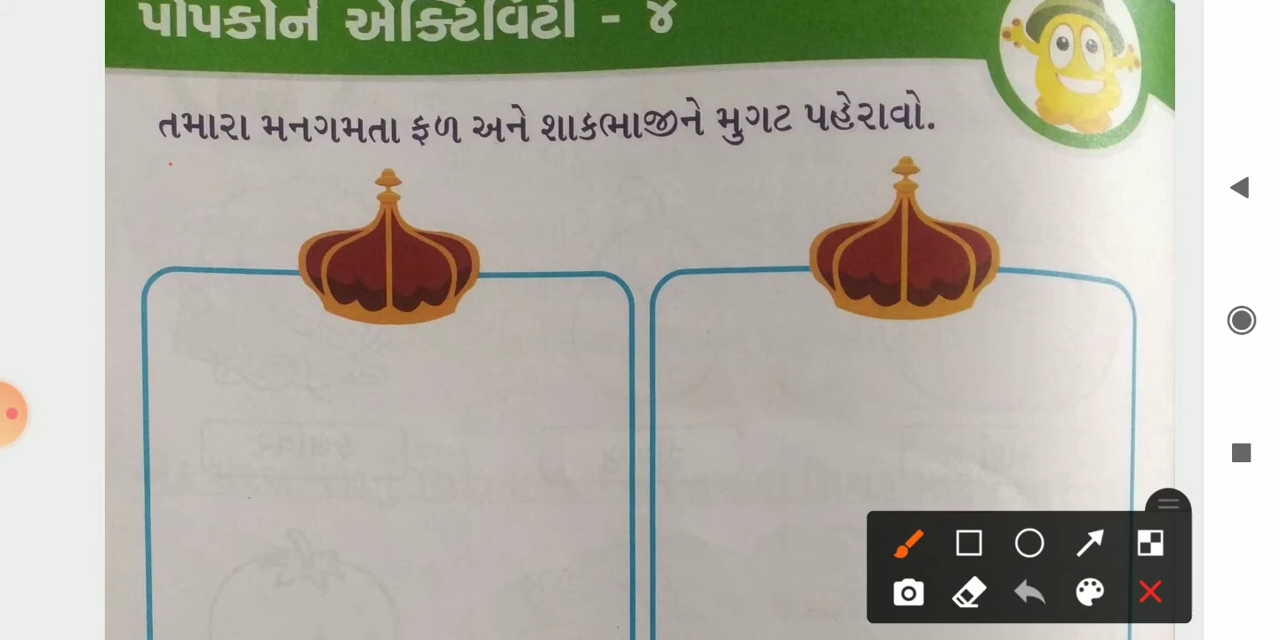 પોપકોર્ન એક્ટિવિટી - ૪
તમારા મનગમતા ફળ અને શાકભાજીને મુગટ પહેરાવો.